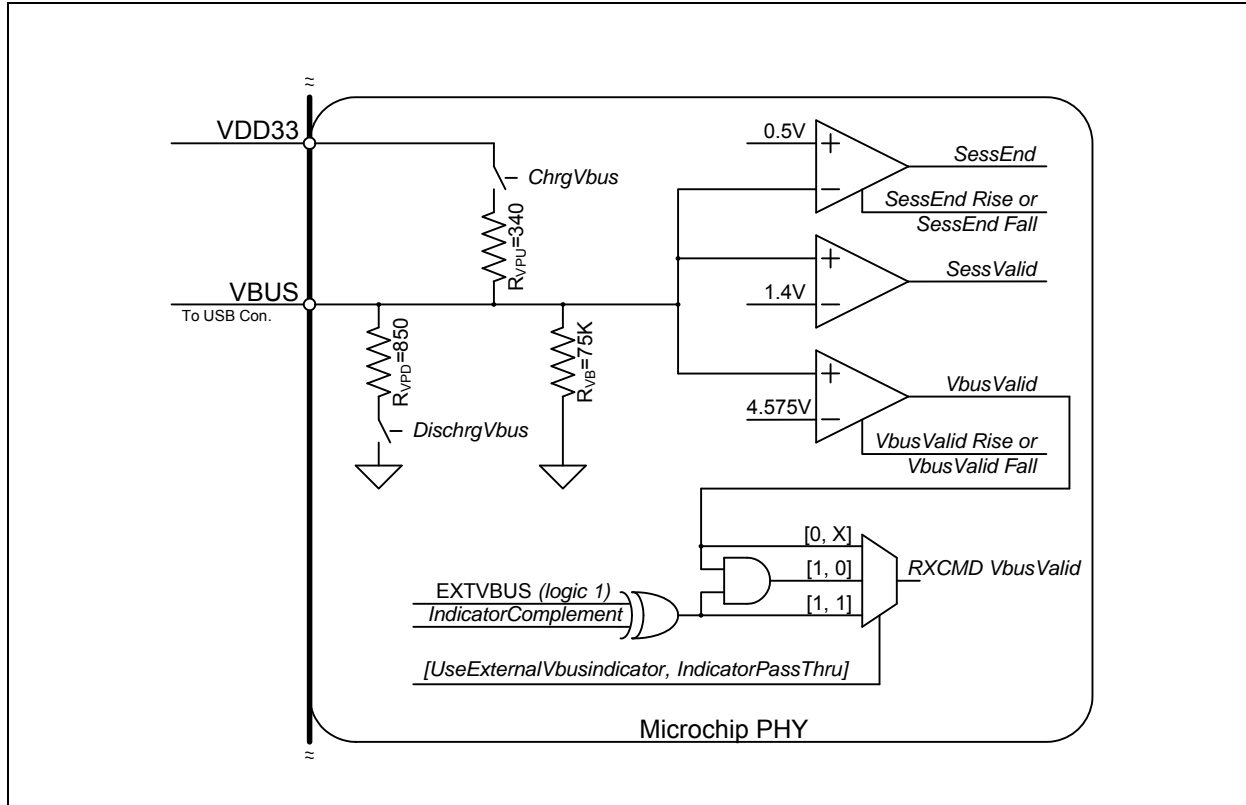 ≈
VDD33
0.5V
SessEnd
ChrgVbus
SessEnd Rise or
SessEnd Fall
RVPU=340
SessValid
VBUS
1.4V
To USB Con.
RVPD=850
RVB=75K
VbusValid
4.575V
DischrgVbus
VbusValid Rise or
VbusValid Fall
[0, X]
[1, 0]
RXCMD VbusValid
EXTVBUS (logic 1)
[1, 1]
IndicatorComplement
[UseExternalVbusindicator, IndicatorPassThru]
Microchip PHY
≈